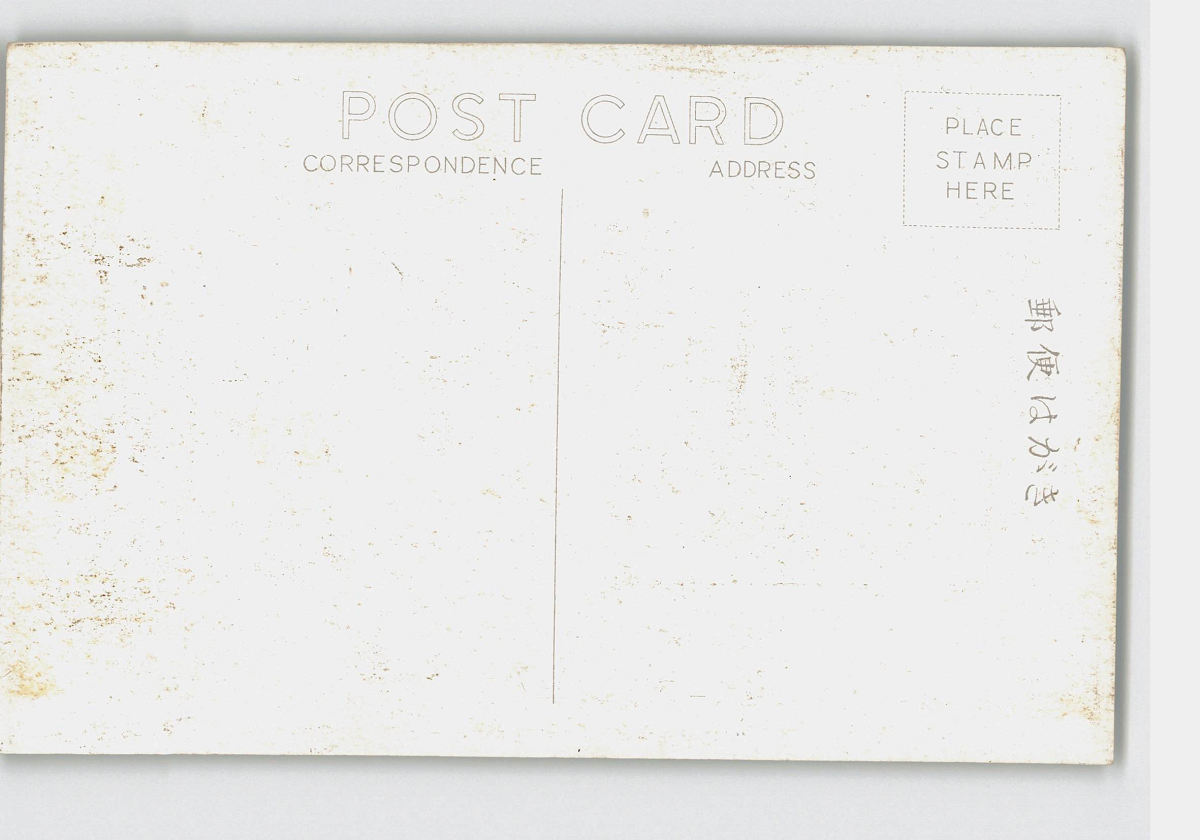 POST CARD
CORRESPONDENCE
ADDRESS
PLACE
STAMP
HERE
郵便はがき